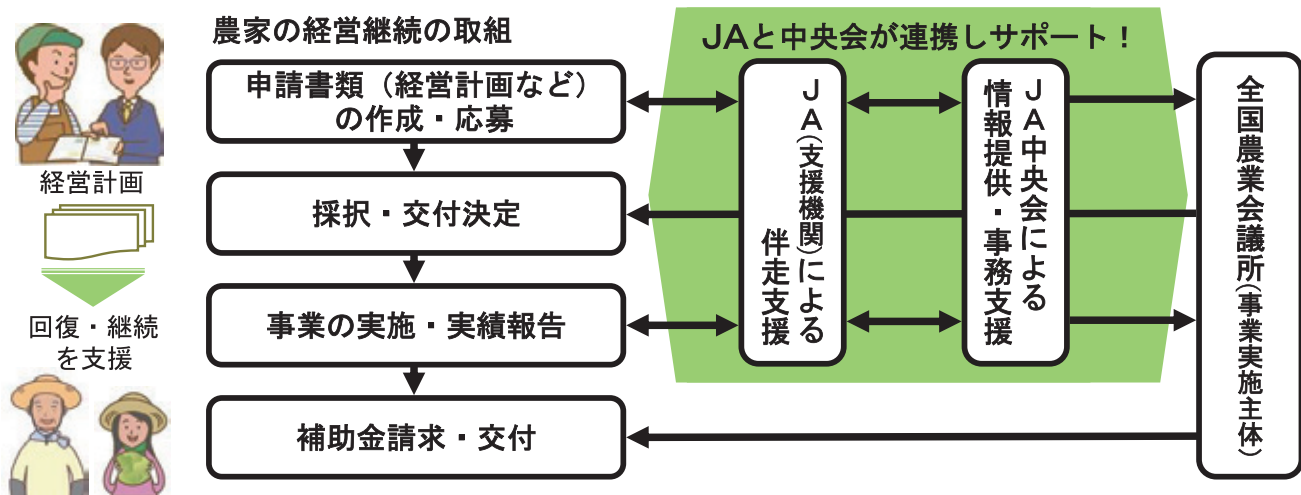 農家の経営継続の取組
JAと中央会が連携しサポート！
経営計画
回復・継続
を支援
申請書類（経営計画など）
の作成・応募
採択・交付決定
事業の実施・実績報告
補助金請求・交付
JA(支援機関)による
伴走支援
JA中央会による
情報提供・事務支援
全国農業会議所(事業実施主体)